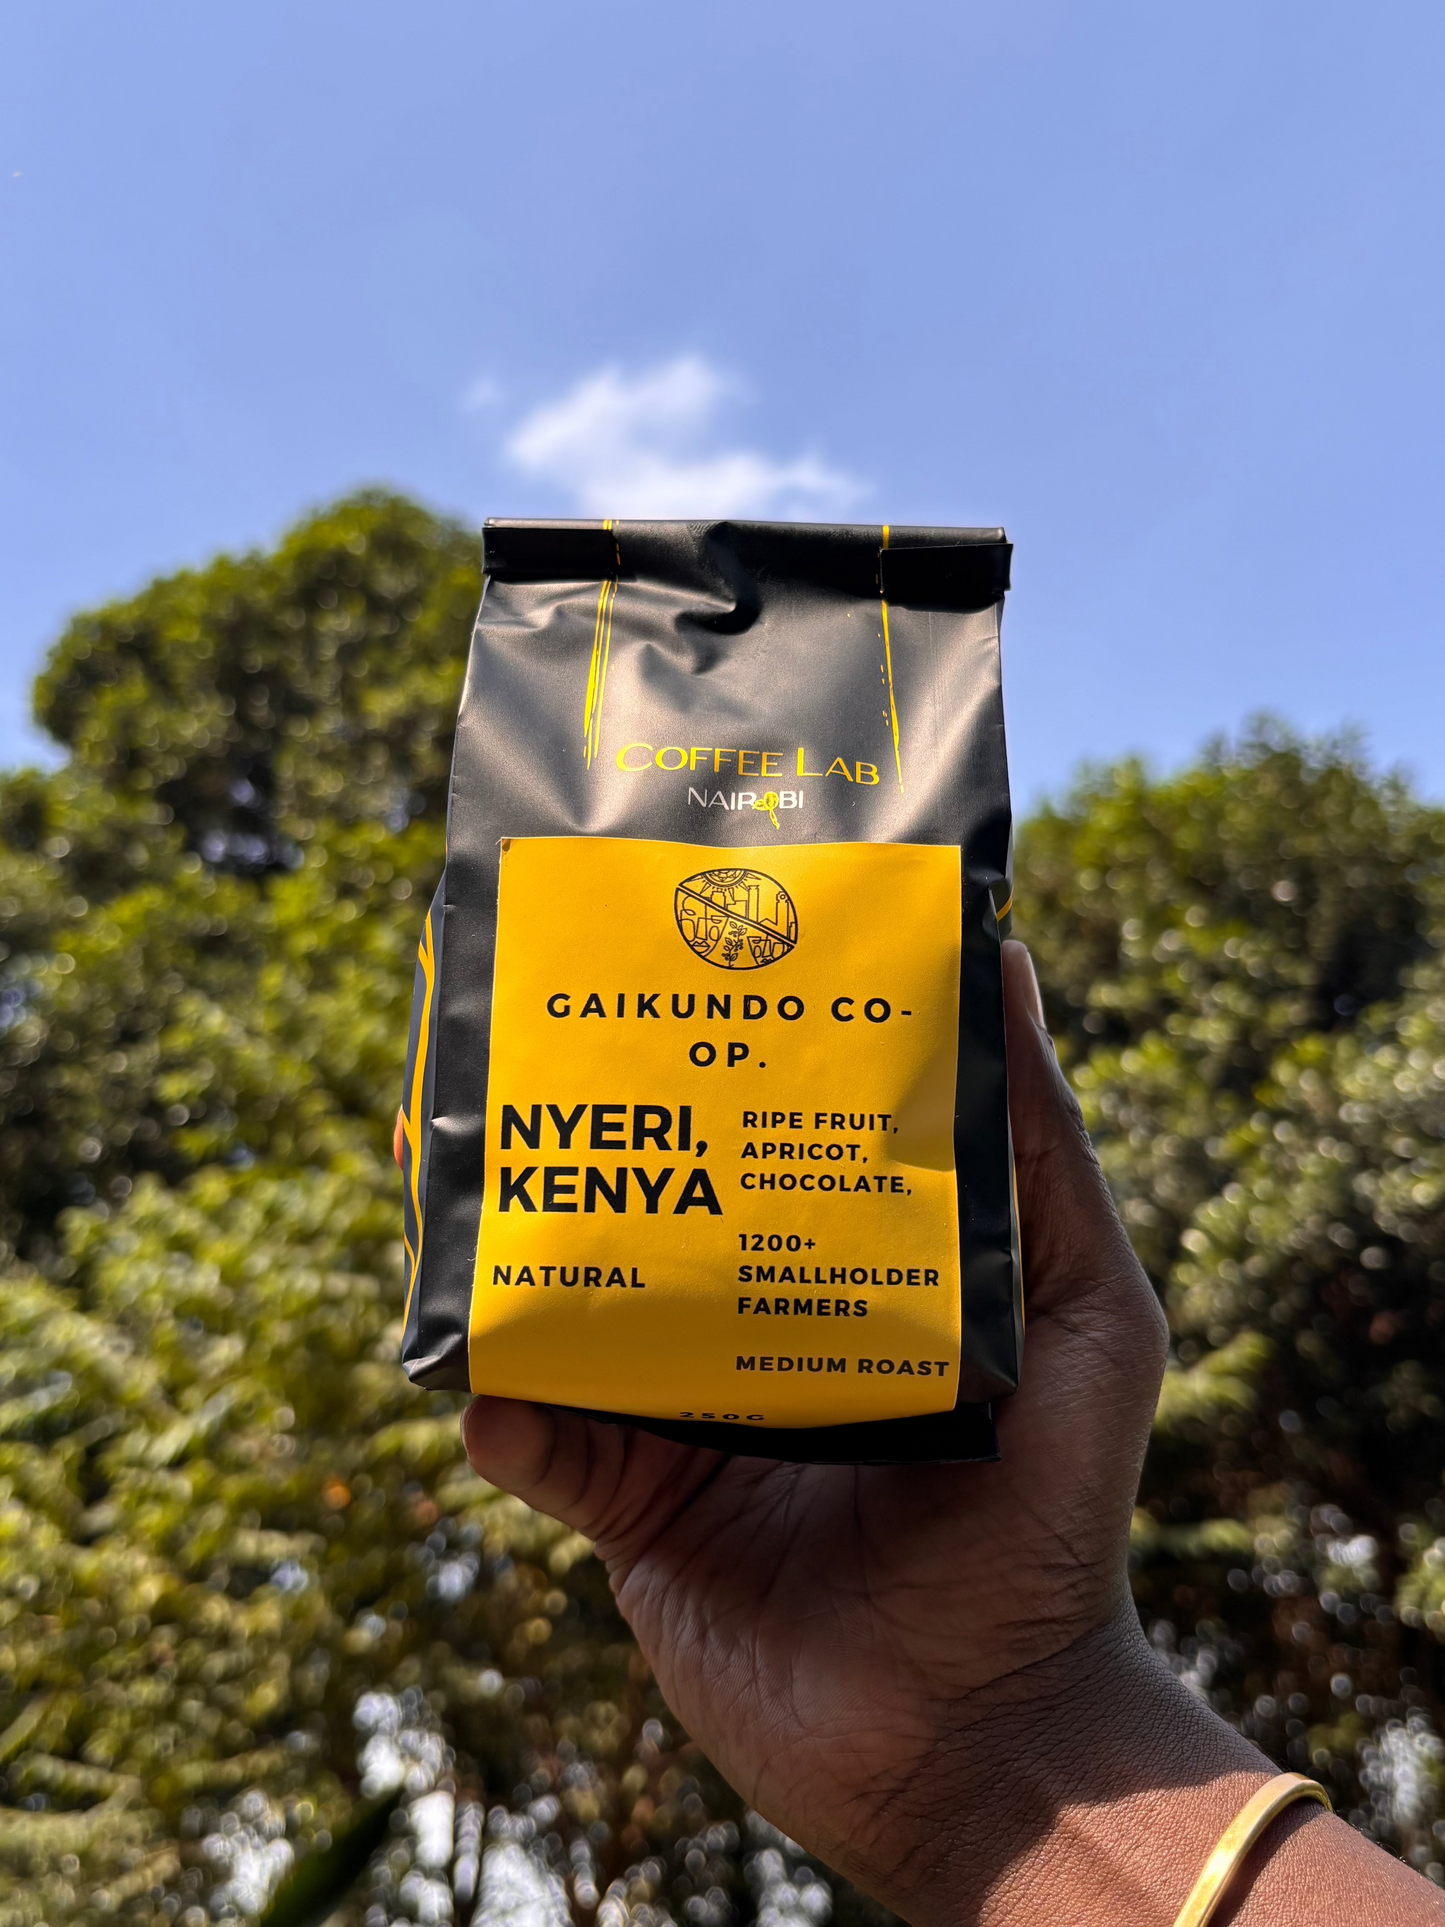 COFFEE LAB
NAIROBI
GAIKUNDO CO-
OP.
NYERI,
KENYA
NATURAL
RIPE FRUIT,
APRICOT,
CHOCOLATE,
1200+
SMALLHOLDER
FARMERS
MEDIUM ROAST
250G